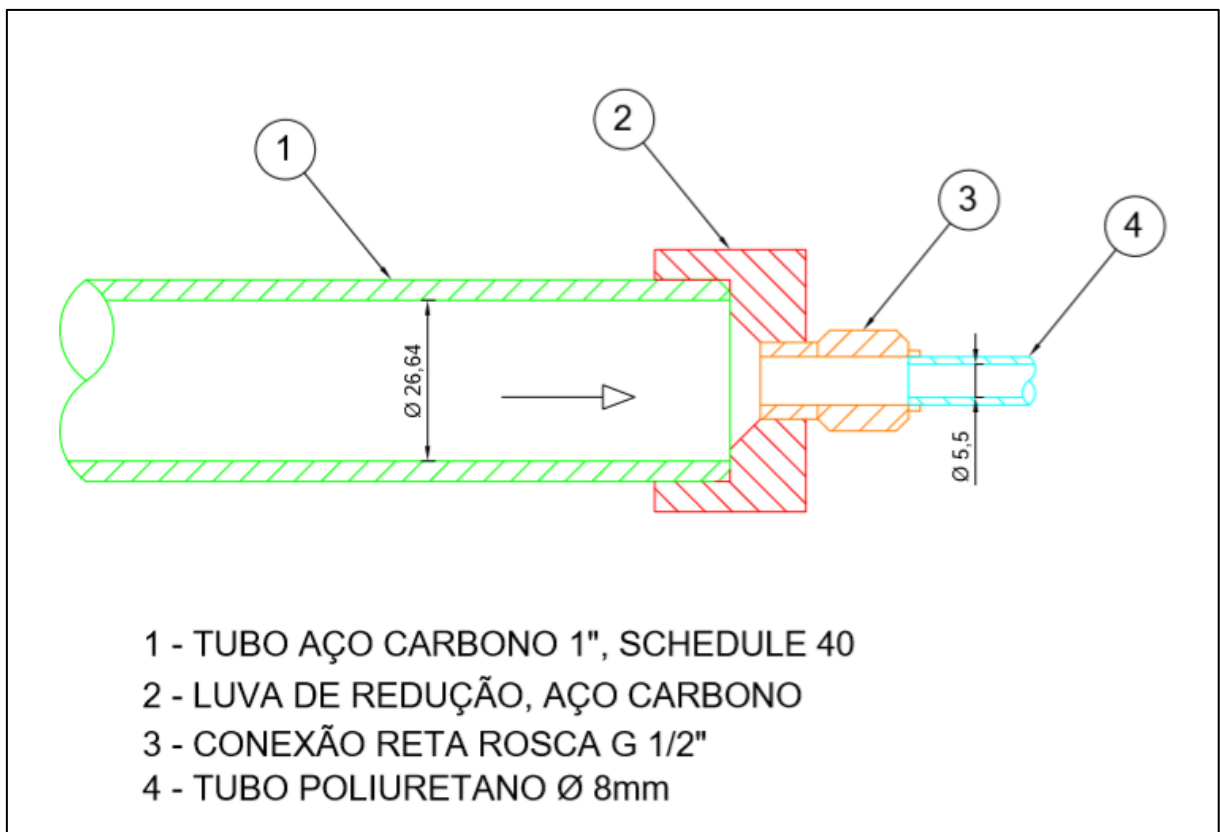 1
2
3
4
Ø 26,64
Ø 5,5
1 - TUBO AÇO CARBONO 1", SCHEDULE 40
2 - LUVA DE REDUÇÃO, AÇO CARBONO
3 - CONEXÃO RETA ROSCA G 1/2"
4 - TUBO POLIURETANO Ø 8mm